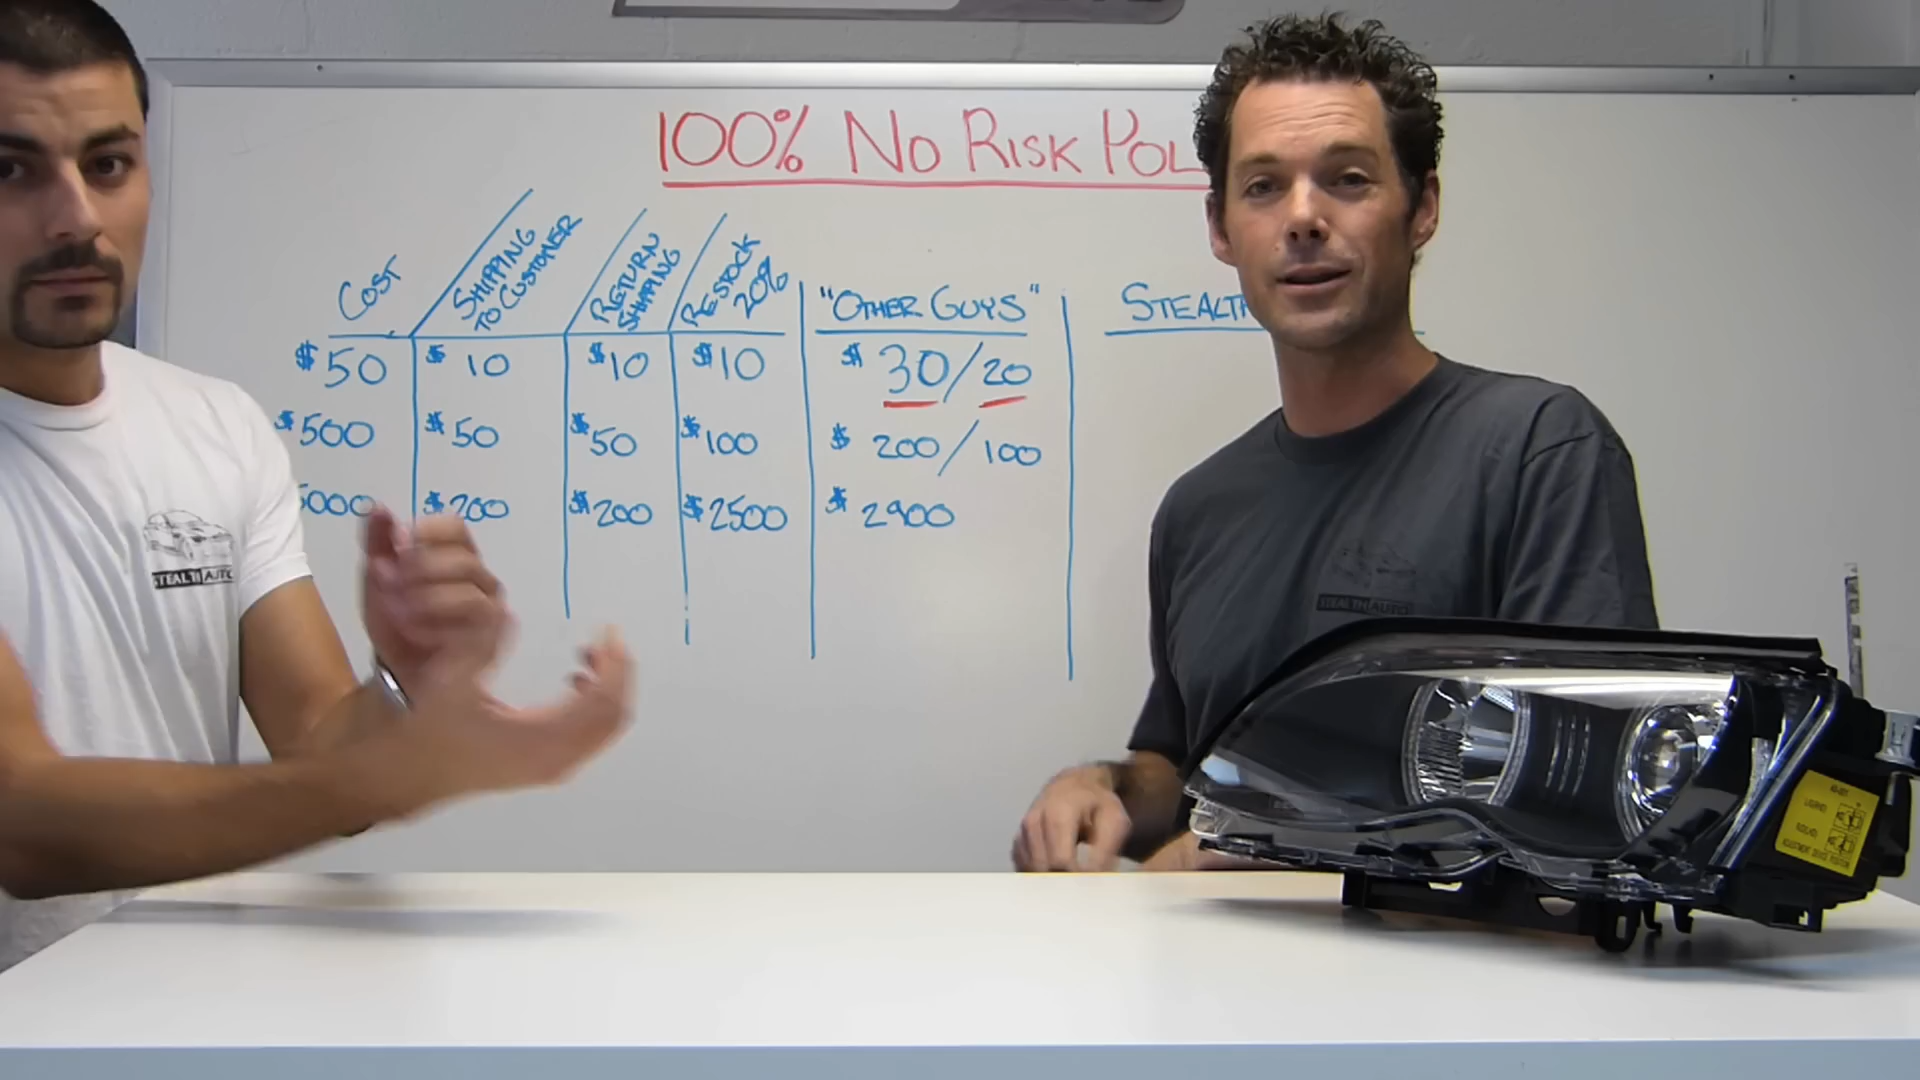 100% No Risk Pol
Cost
Shipping
to Customer
Return
Shipping
Restock
20%
"Other Guys"
Stealth
$50 $10 $10 $10 $30/20
$500 $50 $50 $100 $200/100
5000 $200 $200 $2500 $2900
STEALTH AUTO
STEALTH AUTO